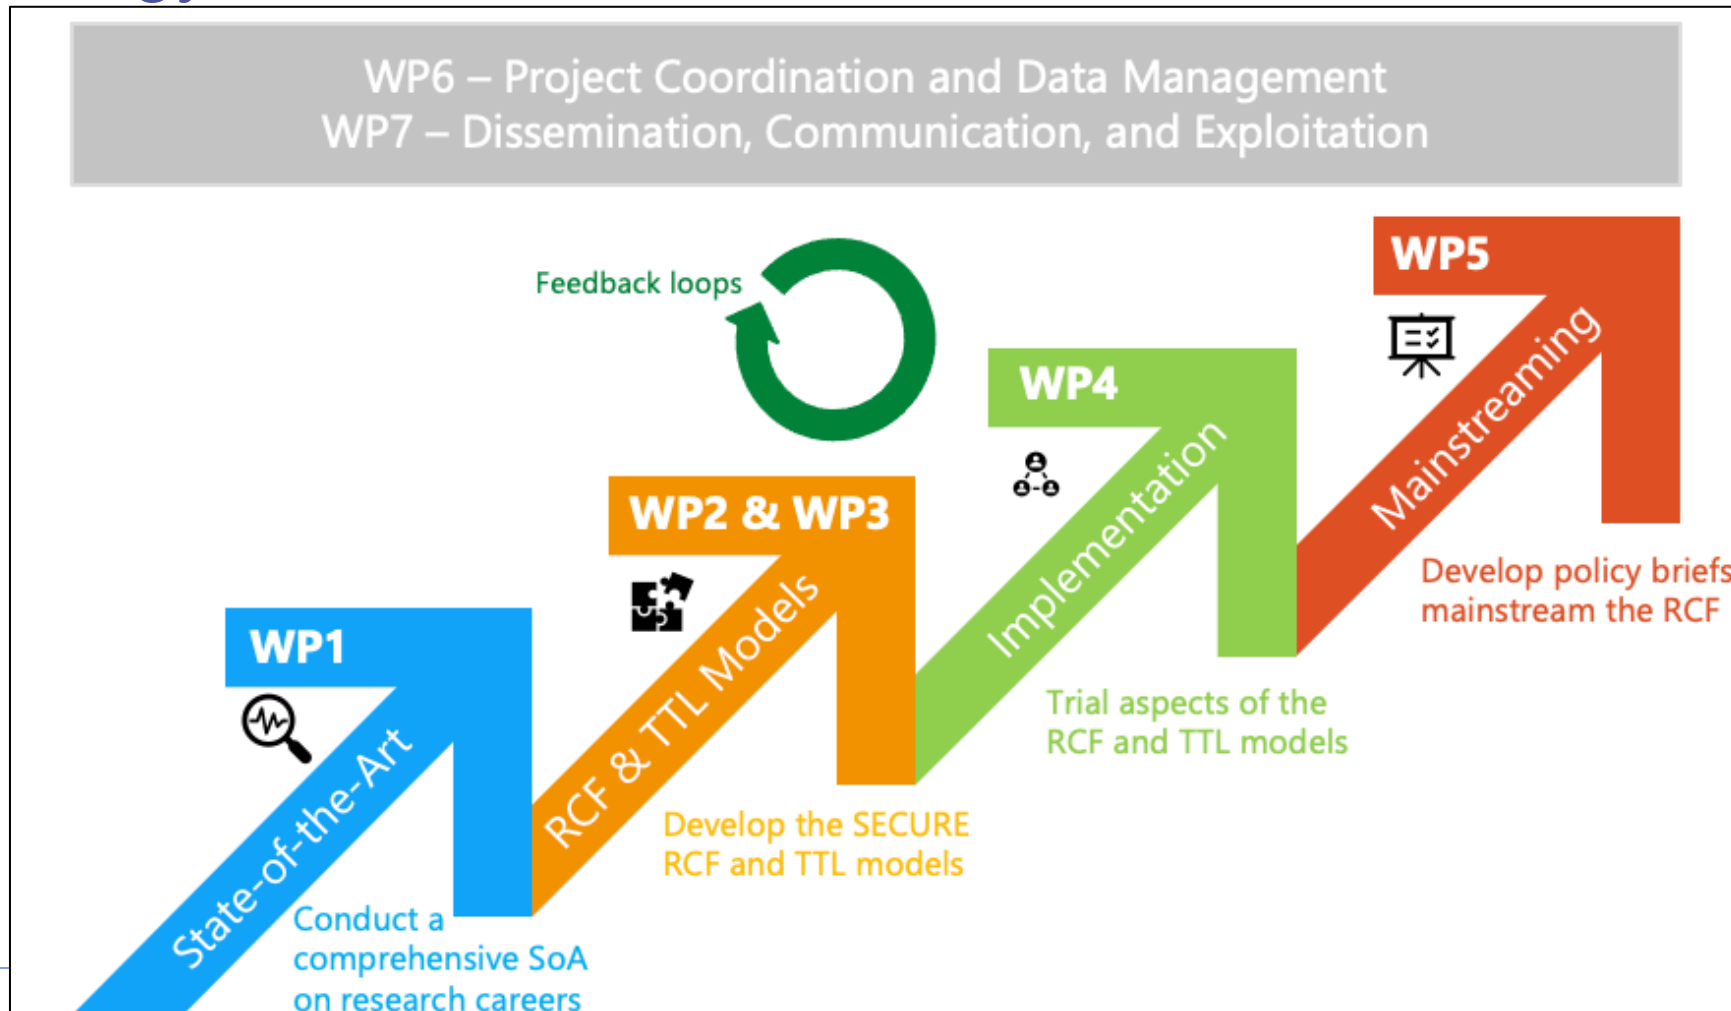 WP6 – Project Coordination and Data Management
WP7 – Dissemination, Communication, and Exploitation
Feedback loops
WP5
Mainstreaming
Develop policy briefs
mainstream the RCF
WP4
Implementation
Trial aspects of the
RCF and TTL models
WP2 & WP3
RCF & TTL Models
Develop the SECURE
RCF and TTL models
WP1
State-of-the-Art
Conduct a
comprehensive SoA
on research careers